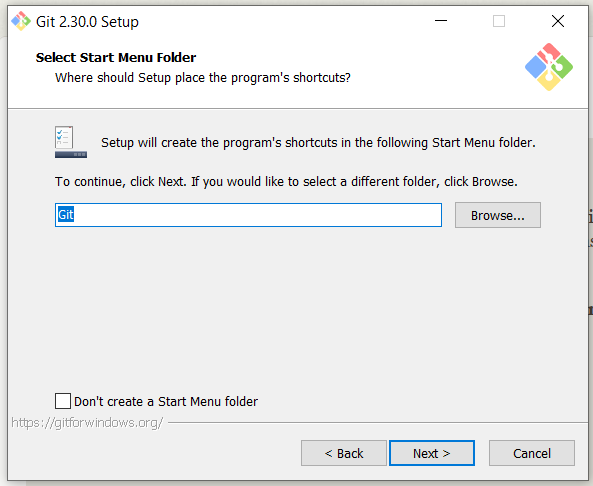 Git 2.30.0 Setup
Select Start Menu Folder
Where should Setup place the program's shortcuts?
Setup will create the program's shortcuts in the following Start Menu folder.
To continue, click Next. If you would like to select a different folder, click Browse.
Git
Browse...
Don't create a Start Menu folder
https://gitforwindows.org/
< Back
Next >
Cancel